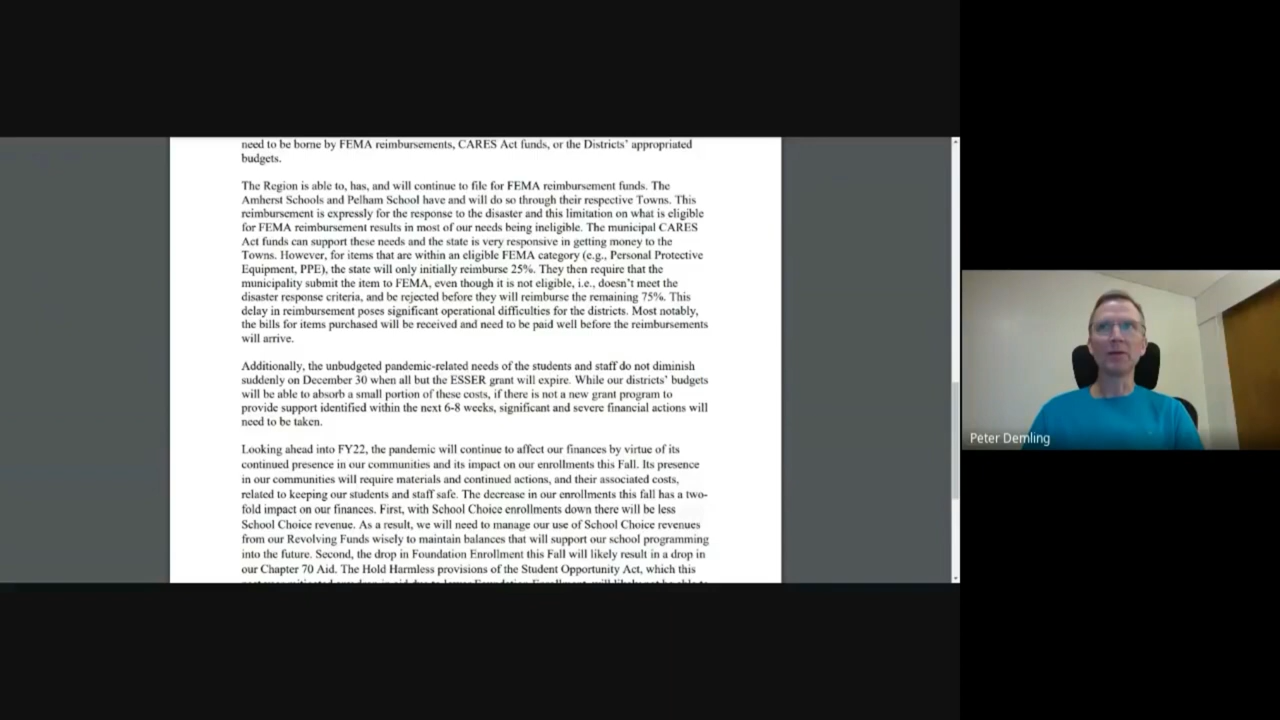 need to be borne by FEMA reimbursements, CARES Act funds, or the Districts' appropriated
budgets.
The Region is able to, has, and will continue to file for FEMA reimbursement funds. The
Amherst Schools and Pelham School have and will do so through their respective Towns. This
reimbursement is expressly for the response to the disaster and this limitation on what is eligible
for FEMA reimbursement results in most of our needs being ineligible. The municipal CARES
Act funds can support these needs and the state is very responsive in getting money to the
Towns. However, for items that are within an eligible FEMA category (e.g., Personal Protective
Equipment, PPE), the state will only initially reimburse 25%. They then require that the
municipality submit the item to FEMA, even though it is not eligible, i.e., doesn't meet the
disaster response criteria, and be rejected before they will reimburse the remaining 75%. This
delay in reimbursement poses significant operational difficulties for the districts. Most notably,
the bills for items purchased will be received and need to be paid well before the reimbursements
will arrive.
Additionally, the unbudgeted pandemic-related needs of the students and staff do not diminish
suddenly on December 30 when all but the ESSER grant will expire. While our districts' budgets
will be able to absorb a small portion of these costs, if there is not a new grant program to
provide support identified within the next 6-8 weeks, significant and severe financial actions will
need to be taken.
Looking ahead into FY22, the pandemic will continue to affect our finances by virtue of its
continued presence in our communities and its impact on our enrollments this Fall. Its presence
in our communities will require materials and continued actions, and their associated costs,
related to keeping our students and staff safe. The decrease in our enrollments this fall has a two-
fold impact on our finances. First, with School Choice enrollments down there will be less
School Choice revenue. As a result, we will need to manage our use of School Choice revenues
from our Revolving Funds wisely to maintain balances that will support our school programming
into the future. Second, the drop in Foundation Enrollment this Fall will likely result in a drop in
our Chapter 70 Aid. The Hold Harmless provisions of the Student Opportunity Act, which this
Peter Demling